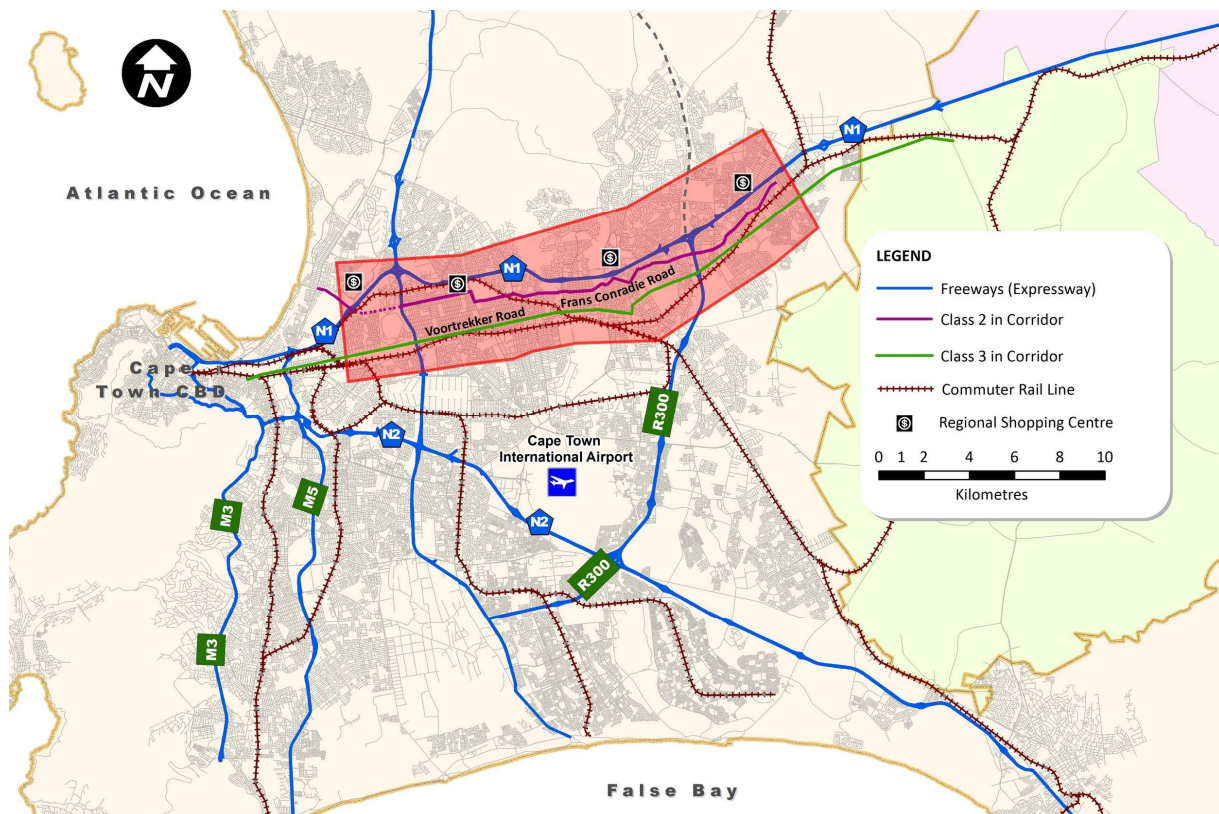 N
N1
Atlantic Ocean
N1
Frans Conradie Road
Voortrekker Road
N1
Cape
Town CBD
LEGEND
Freeways (Expressway)
Class 2 in Corridor
Class 3 in Corridor
Commuter Rail Line
Regional Shopping Centre
0 1 2 4 6 8 10
Kilometres
R300
N2
Cape Town
International Airport
M5
M3
N2
R300
M3
False Bay